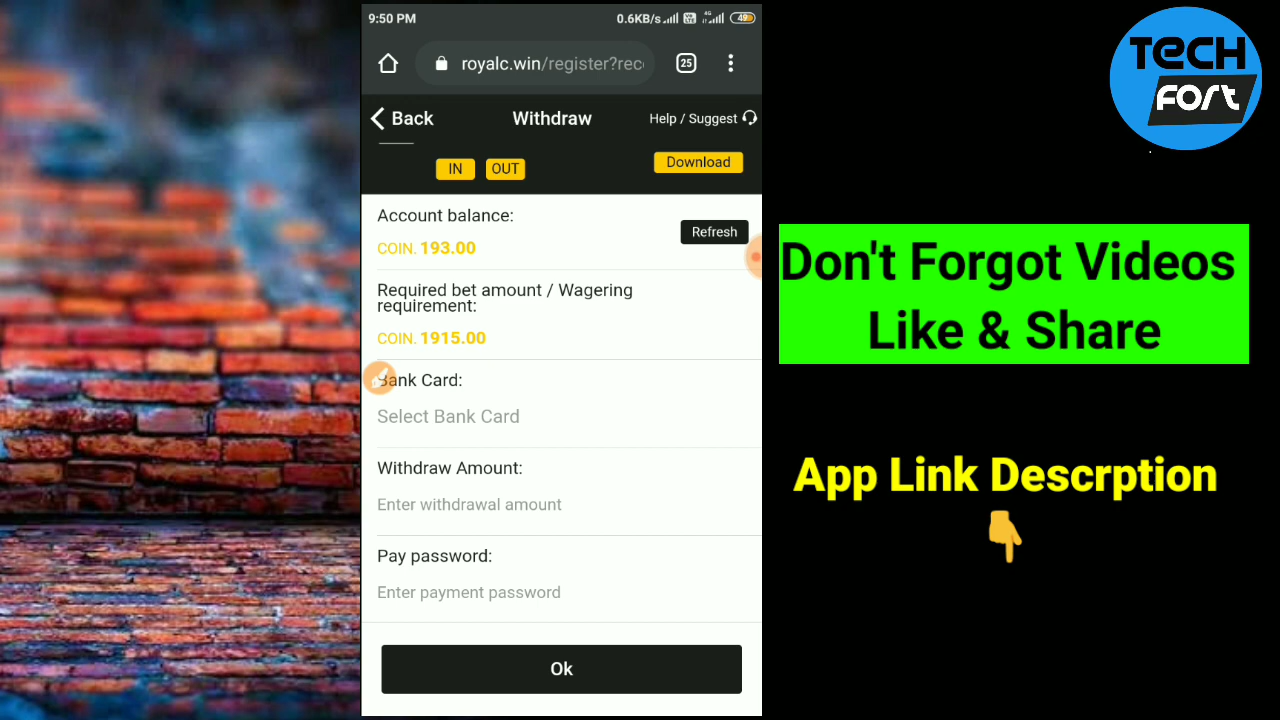 9:50 PM
0.6KB/s 4G 49
royalc.win/register?rec
25
Back
Withdraw
Help / Suggest
IN
OUT
Download
Account balance:
COIN. 193.00
Refresh
Required bet amount / Wagering
requirement:
COIN. 1915.00
Bank Card:
Select Bank Card
Withdraw Amount:
Enter withdrawal amount
Pay password:
Enter payment password
Ok
TECH
FORT
Don't Forgot Videos
Like & Share
App Link Descrption